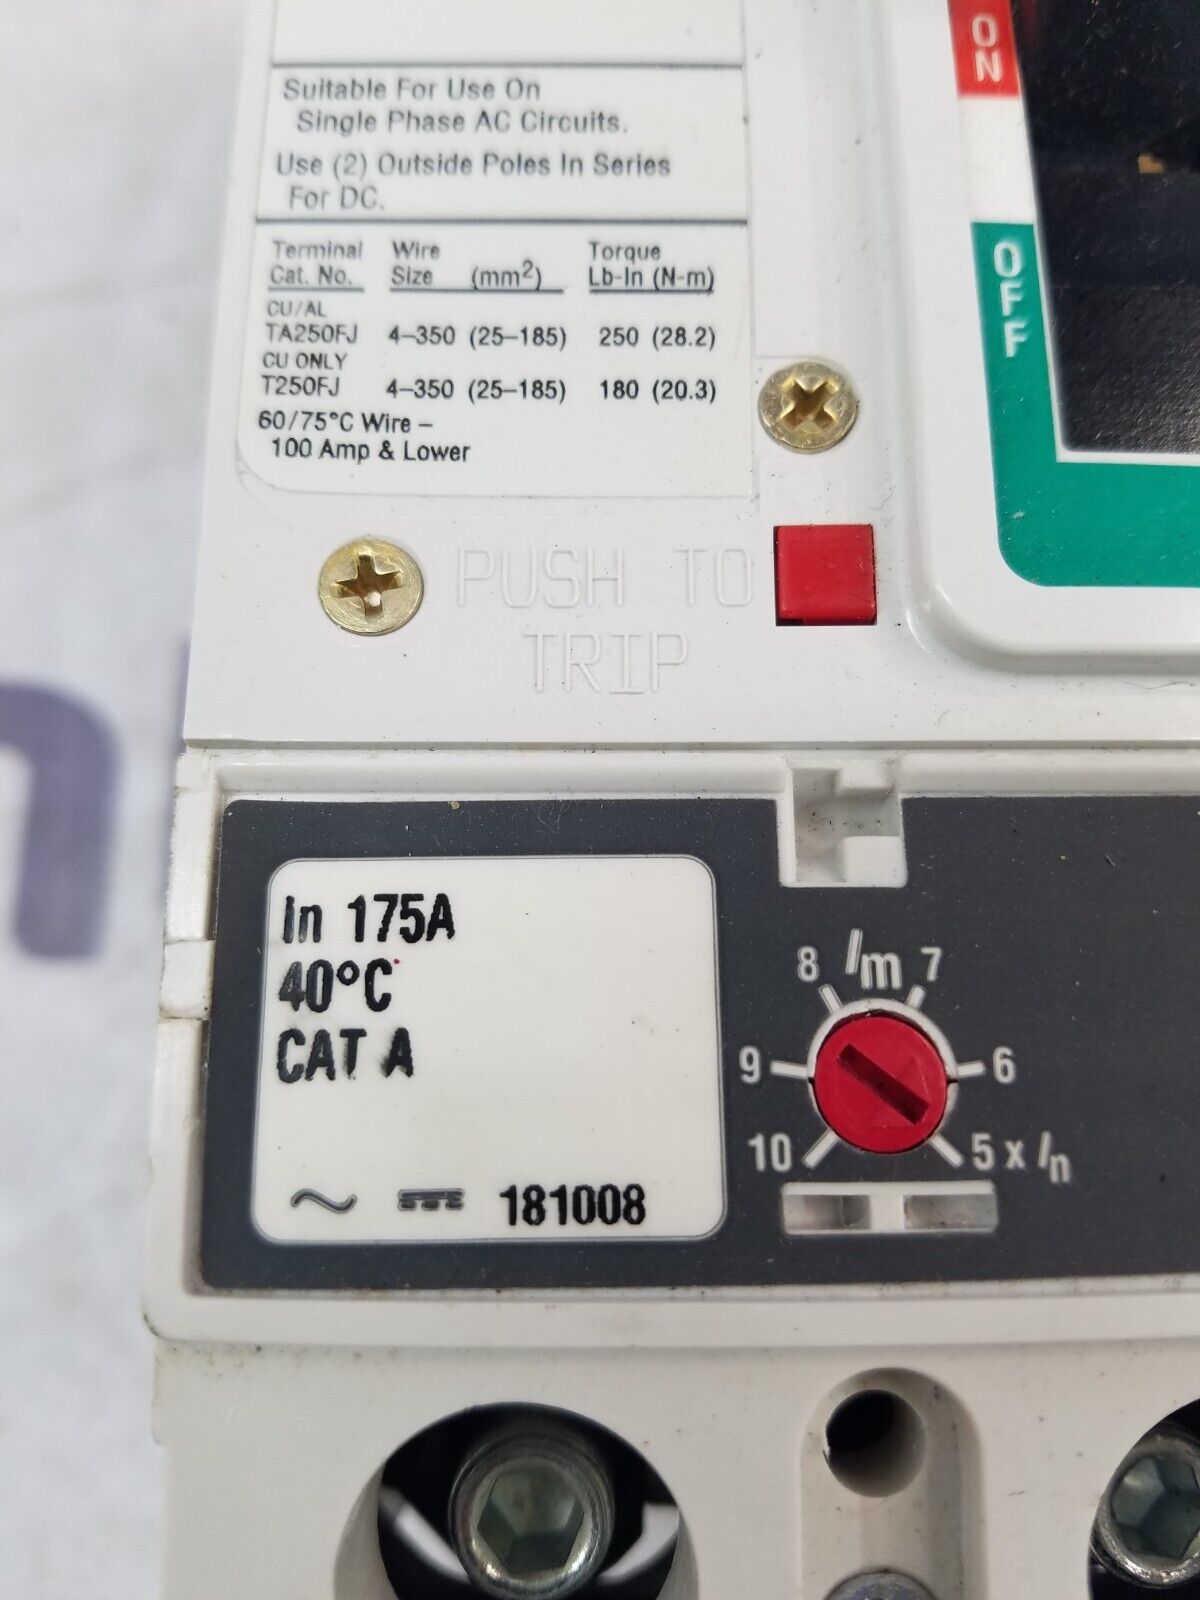 Suitable For Use On
Single Phase AC Circuits.
Use (2) Outside Poles In Series
For DC.
Terminal Wire Torque
Cat. No. Size (mm2) Lb-In (N-m)
CU/AL
TA250FJ 4-350 (25-185) 250 (28.2)
CU ONLY
T250FJ 4-350 (25-185) 180 (20.3)
60/75°C Wire –
100 Amp & Lower
ON
OFF
PUSH TO
TRIP
In 175A
40°C
CAT A
181008
8 Im 7
9 6
10 5 x In